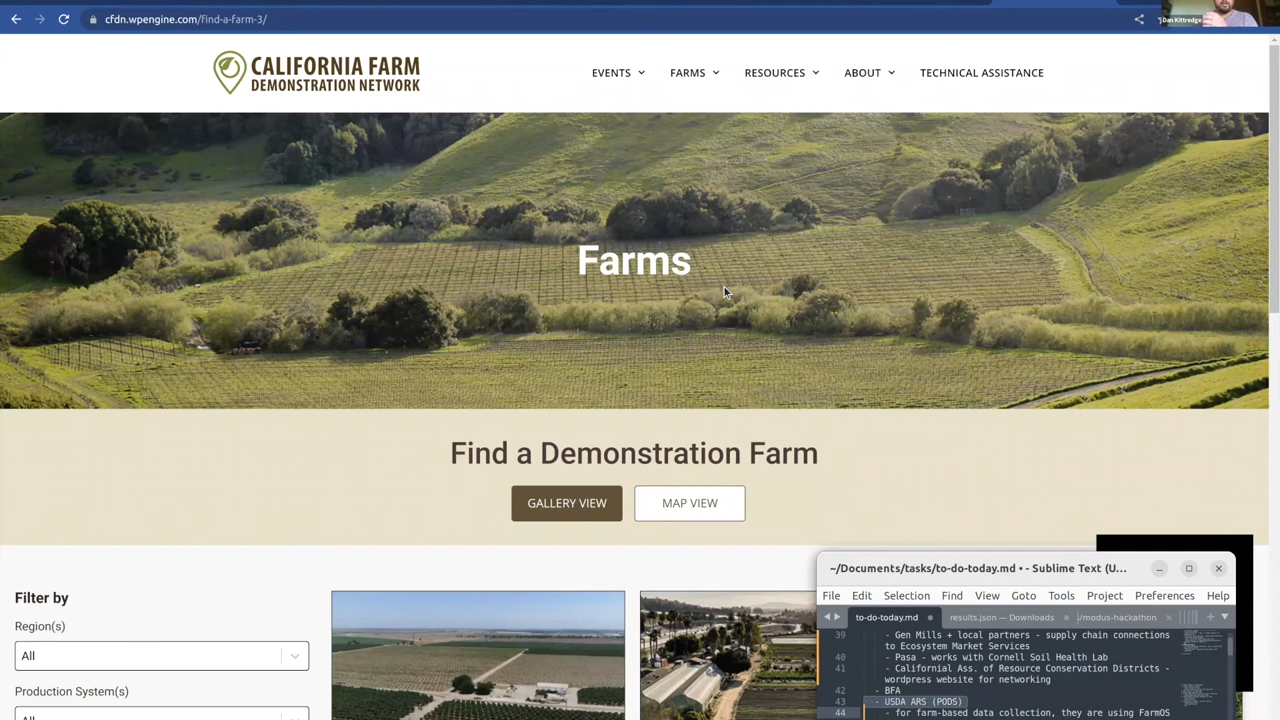 cfdn.wpengine.com/find-a-farm-3/
Dan Kittredge
CALIFORNIA FARM
DEMONSTRATION NETWORK
EVENTS FARMS RESOURCES ABOUT TECHNICAL ASSISTANCE
Farms
Find a Demonstration Farm
GALLERY VIEW MAP VIEW
Filter by
Region(s)
All
Production System(s)
All
~/Documents/tasks/to-do-today.md • - Sublime Text (U...
File Edit Selection Find View Goto Tools Project Preferences Help
to-do-today.md results.json — Downloads /modus-hackathon
39 - Gen Mills + local partners - supply chain connections
to Ecosystem Market Services
40 - Pasa - works with Cornell Soil Health Lab
41 - Californial Ass. of Resource Conservation Districts -
wordpress website for networking
42 - BFA
43 - USDA ARS (PODS)
44 - for farm-based data collection, they are using FarmOS